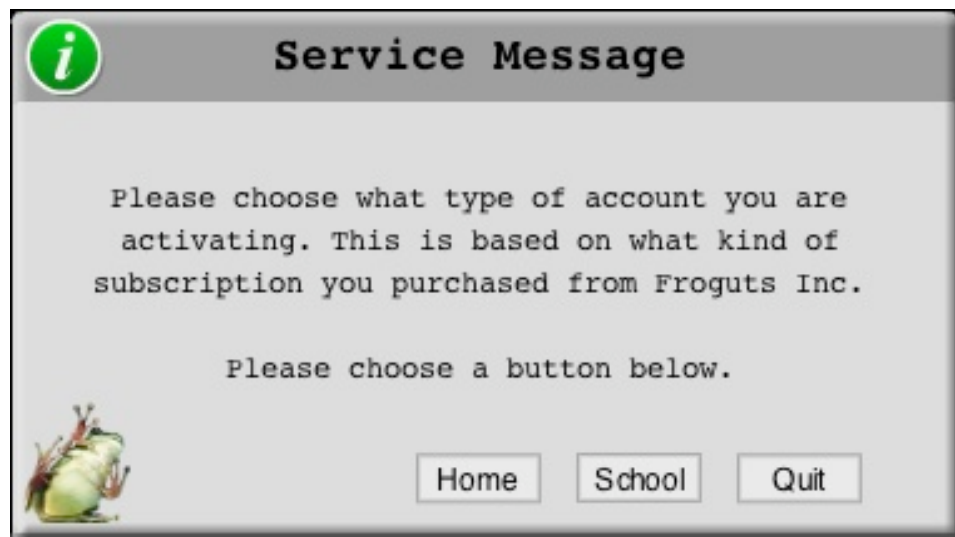 i
Service Message
Please choose what type of account you are
activating. This is based on what kind of
subscription you purchased from Froguts Inc.
Please choose a button below.
Home School Quit